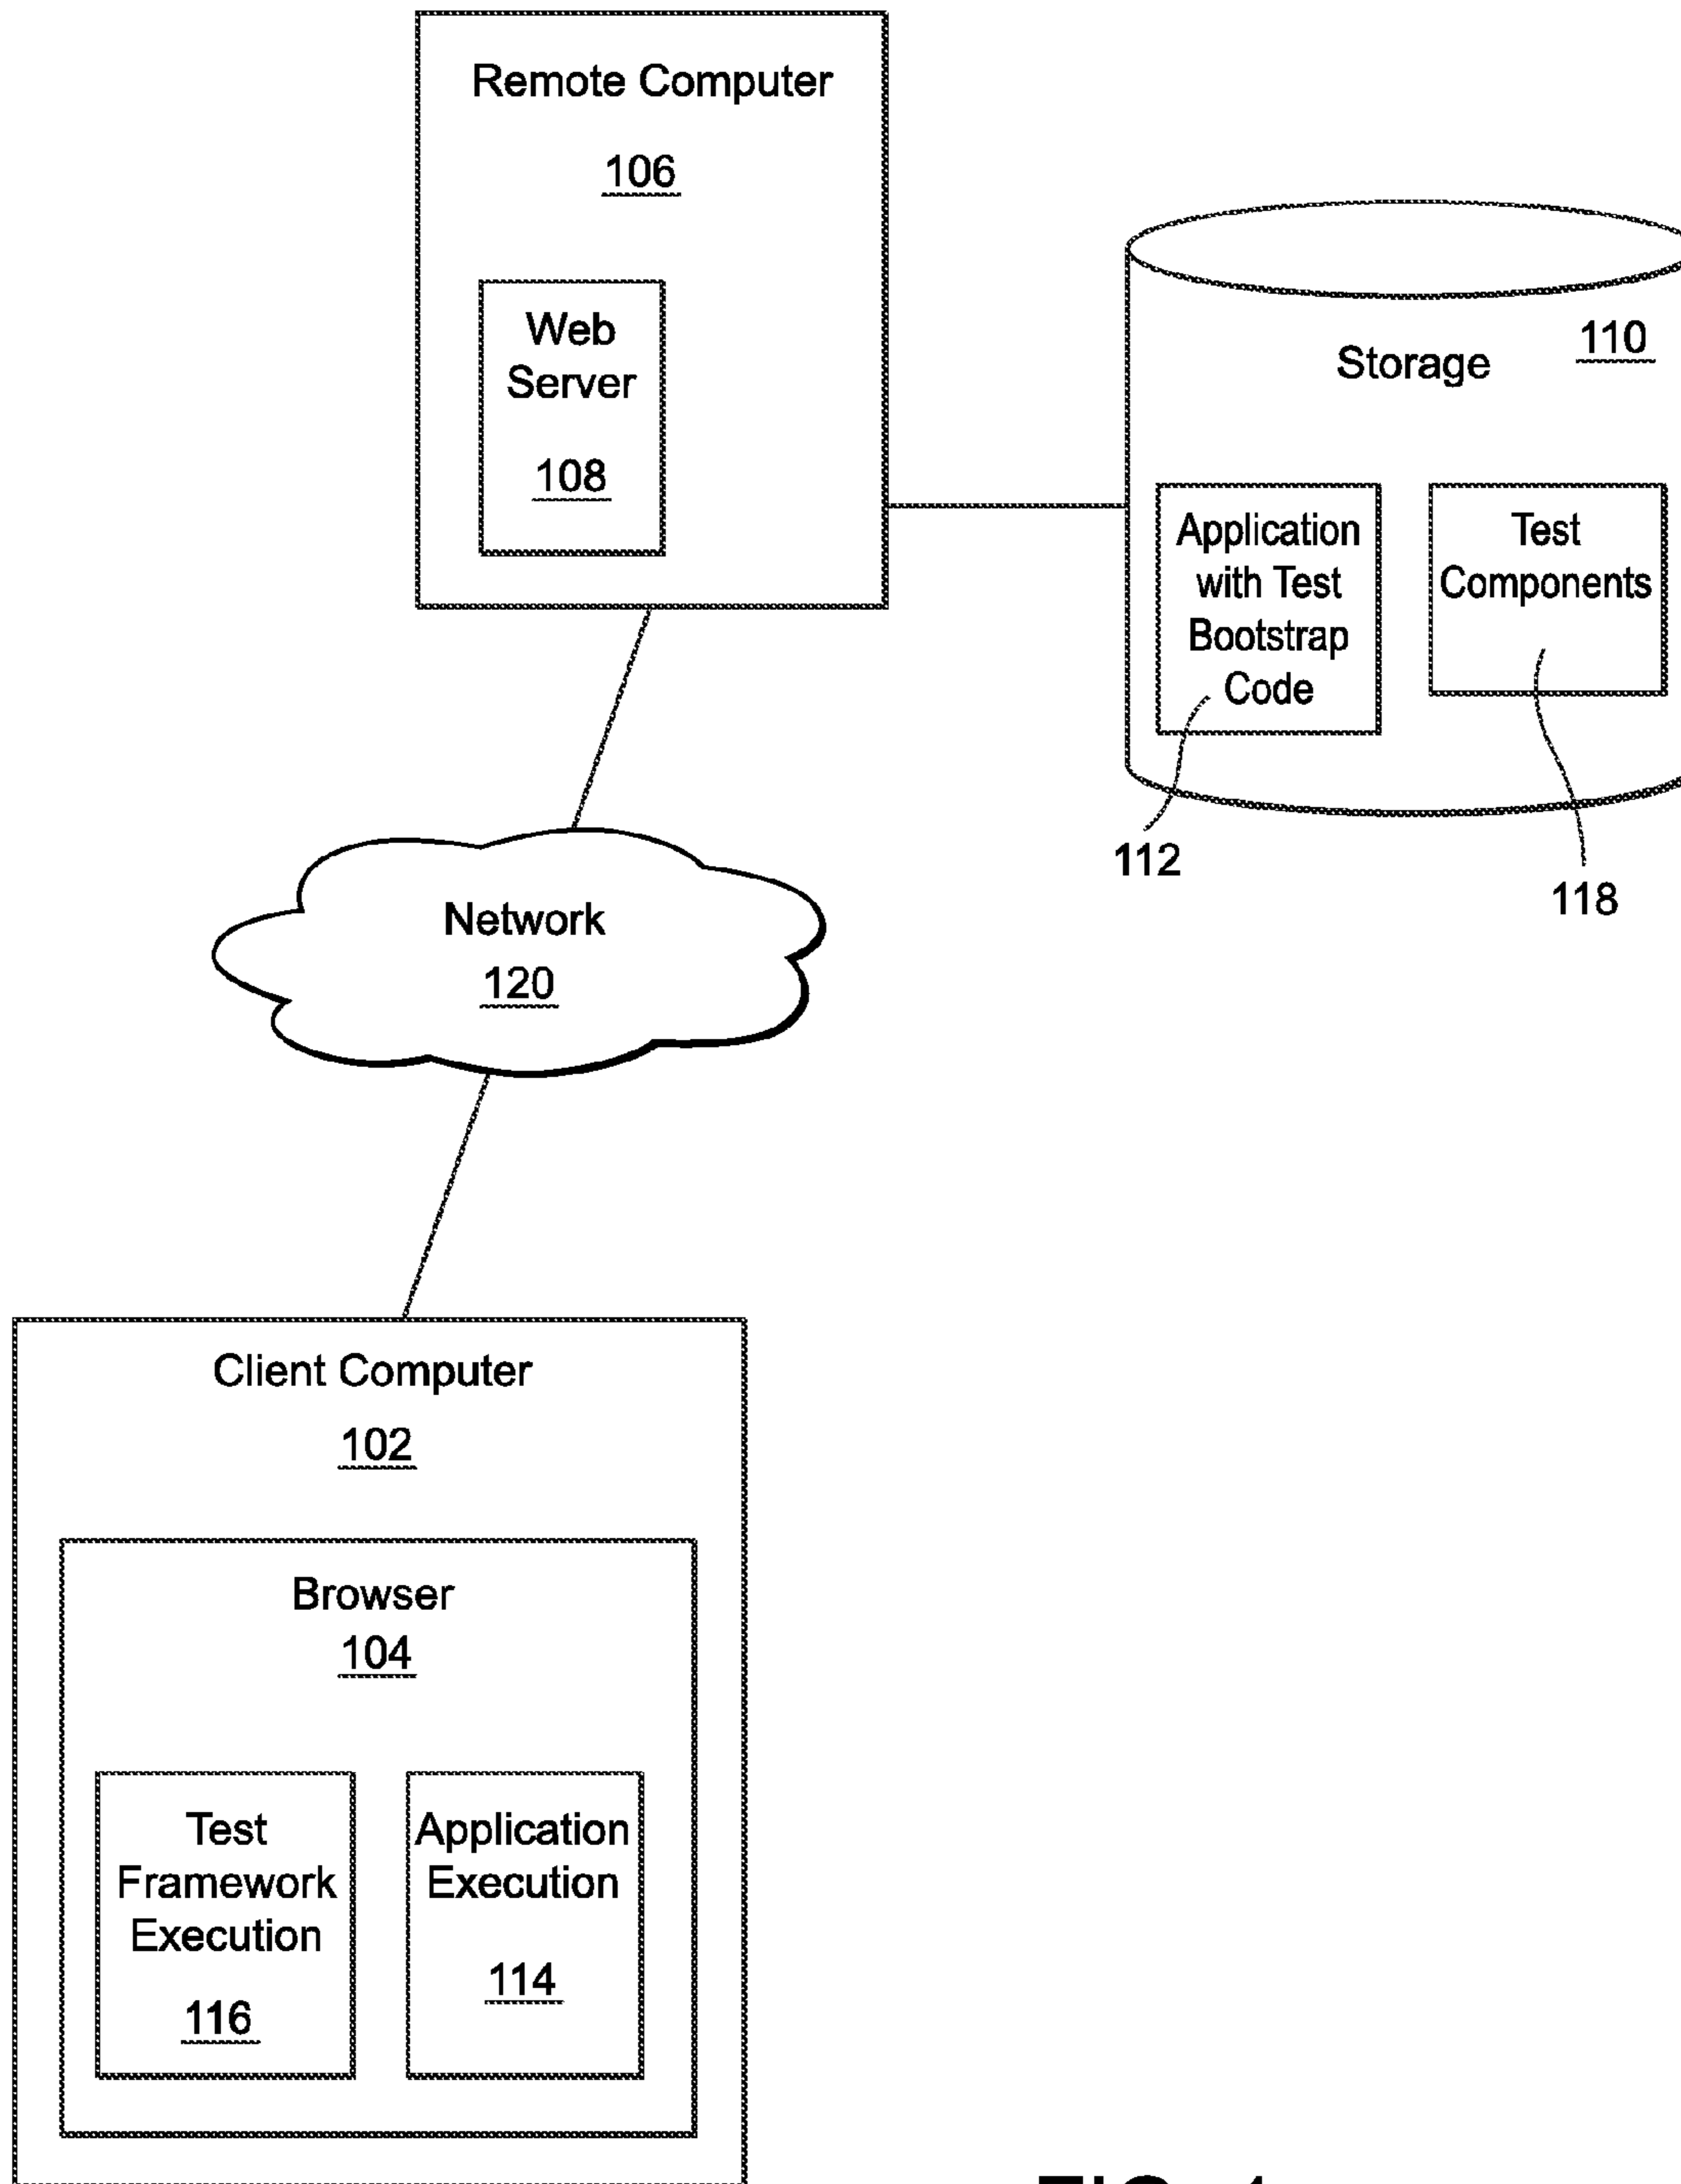 Remote Computer
106
Web
Server
108
Storage
110
Application
with Test
Bootstrap
Code
Test
Components
112
118
Network
120
Client Computer
102
Browser
104
Test
Framework
Execution
116
Application
Execution
114